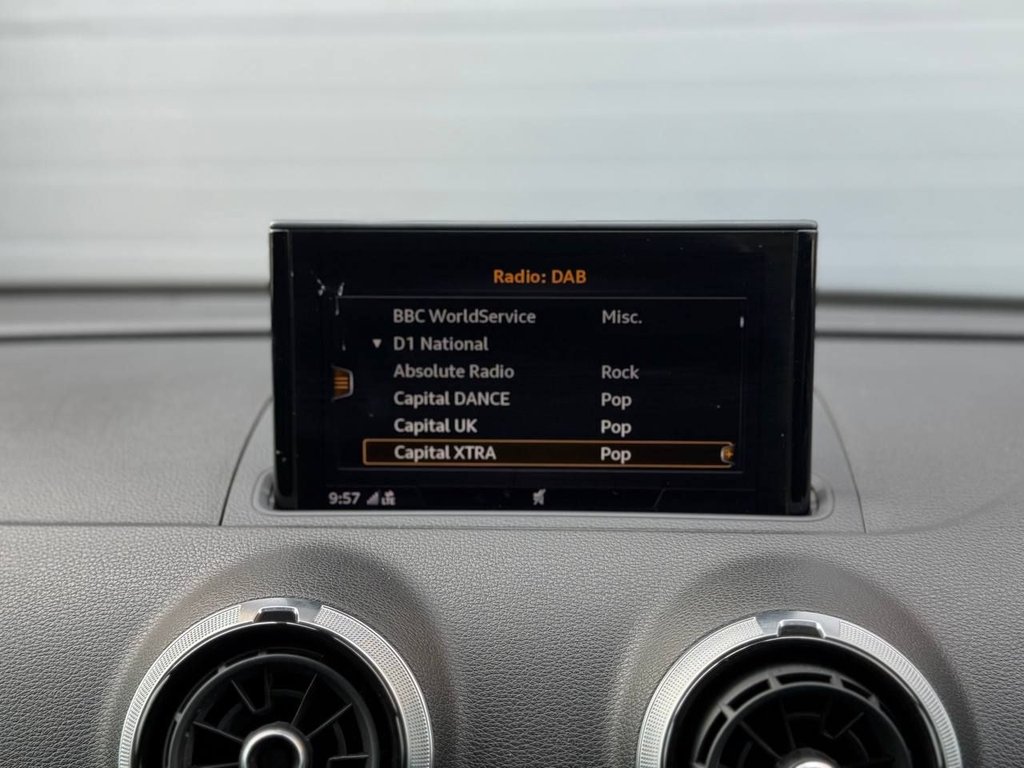 Radio: DAB
BBC WorldService Misc.
D1 National
Absolute Radio Rock
Capital DANCE Pop
Capital UK Pop
Capital XTRA Pop
9:57